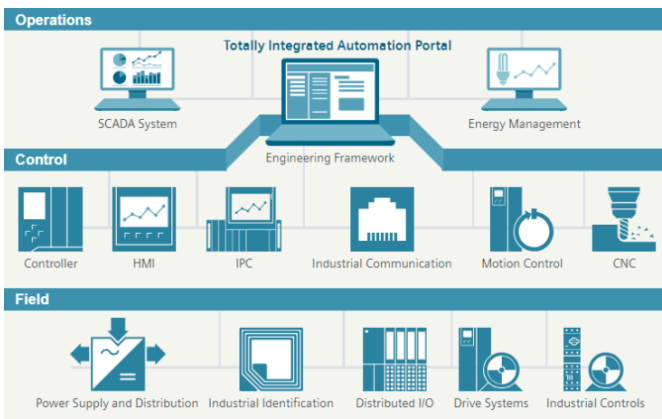 Operations
Totally Integrated Automation Portal
SCADA System
Energy Management
Engineering Framework
Control
Controller
HMI
IPC
Industrial Communication
Motion Control
CNC
Field
Power Supply and Distribution
Industrial Identification
Distributed I/O
Drive Systems
Industrial Controls